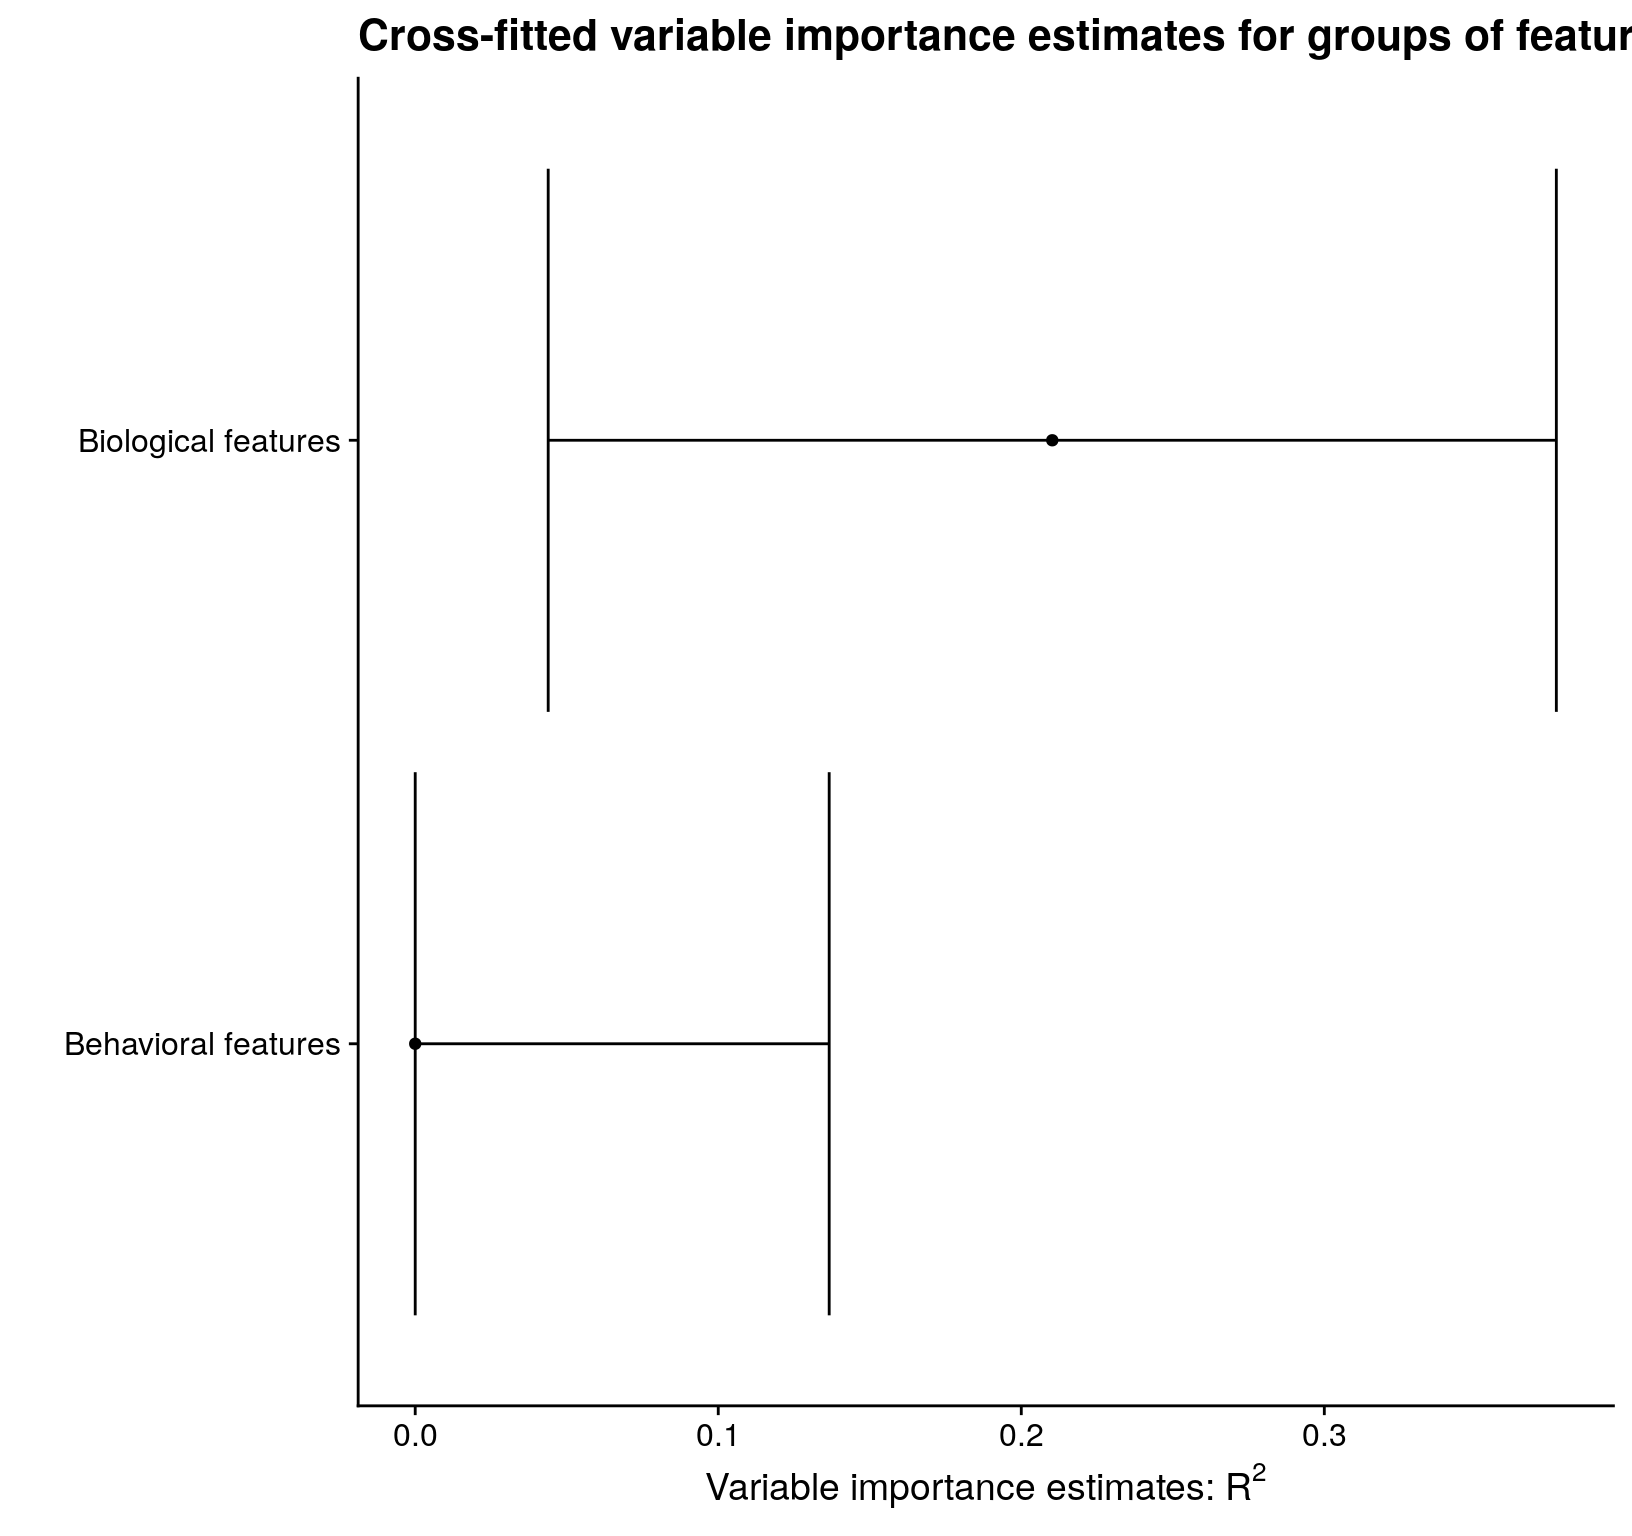 Cross-fitted variable importance estimates for groups of featur
Biological features
Behavioral features
0.0 0.1 0.2 0.3
Variable importance estimates: R²